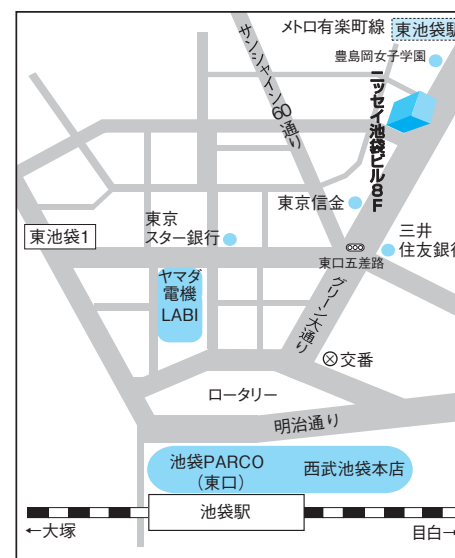 メトロ有楽町線
東池袋駅
豊島岡女子学園
サンシャイン60通り
ニッセイ池袋ビル8F
東京信金
東京
スター銀行
三井
住友銀行
東池袋1
東口五差路
ヤマダ
電機
LABI
グリーン大通り
交番
ロータリー
明治通り
池袋PARCO
（東口）
西武池袋本店
池袋駅
←大塚
目白→